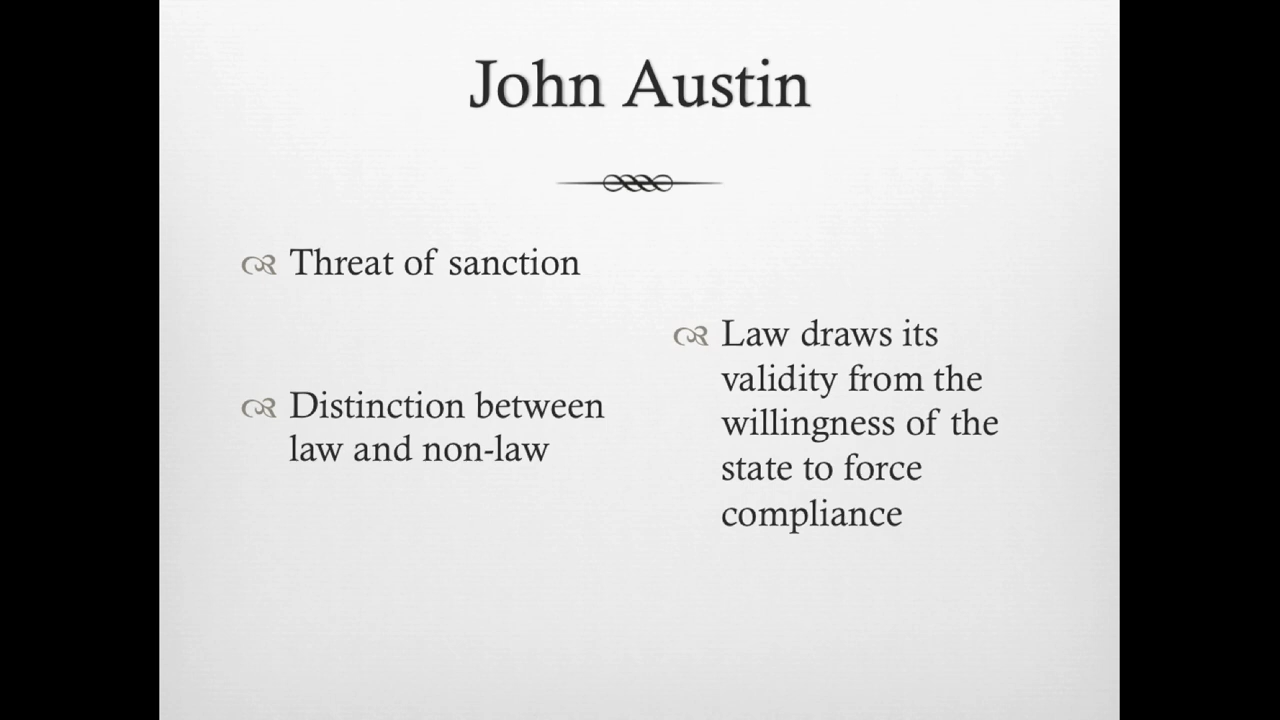 John Austin
Threat of sanction
Distinction between
law and non-law
Law draws its
validity from the
willingness of the
state to force
compliance